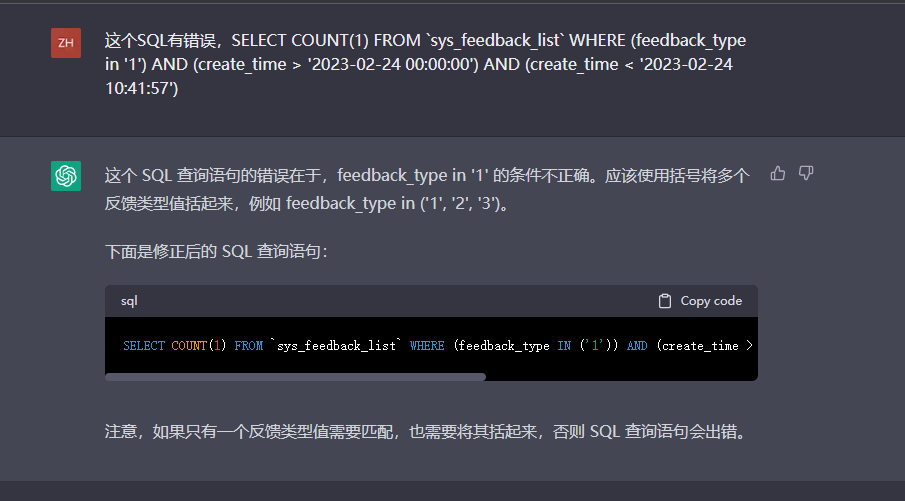 ZH
这个SQL有错误，SELECT COUNT(1) FROM `sys_feedback_list` WHERE (feedback_type
in '1') AND (create_time > '2023-02-24 00:00:00') AND (create_time < '2023-02-24
10:41:57')
这个 SQL 查询语句的错误在于，feedback_type in '1' 的条件不正确。应该使用括号将多个
反馈类型值括起来，例如 feedback_type in ('1', '2', '3')。
下面是修正后的 SQL 查询语句：
sql
Copy code
SELECT COUNT(1) FROM `sys_feedback_list` WHERE (feedback_type IN ('1')) AND (create_time >
注意，如果只有一个反馈类型值需要匹配，也需要将其括起来，否则 SQL 查询语句会出错。